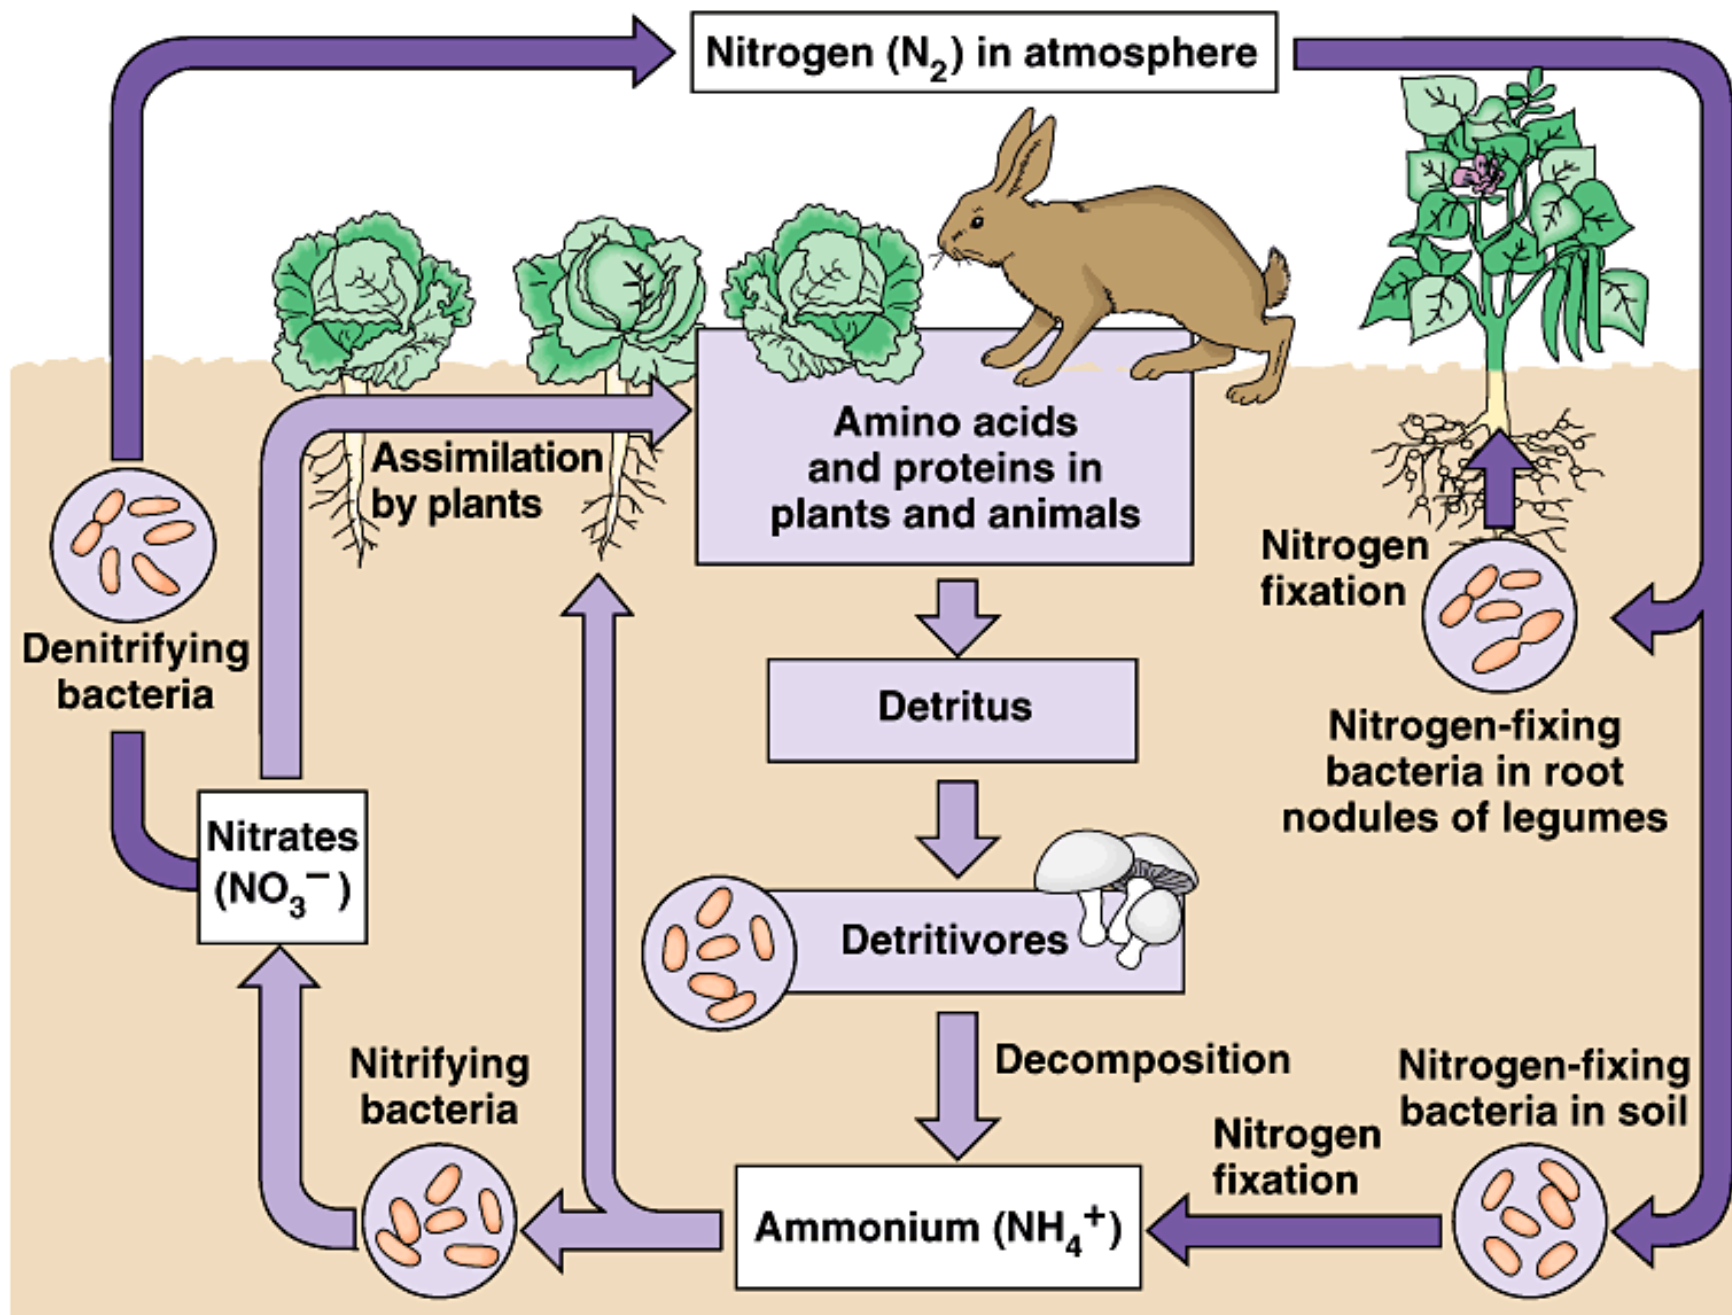 Nitrogen (N₂) in atmosphere
Assimilation
by plants
Amino acids
and proteins in
plants and animals
Nitrogen
fixation
Denitrifying
bacteria
Detritus
Nitrogen-fixing
bacteria in root
nodules of legumes
Nitrates
(NO₃⁻)
Detritivores
Nitrifying
bacteria
Decomposition
Nitrogen-fixing
bacteria in soil
Nitrogen
fixation
Ammonium (NH₄⁺)